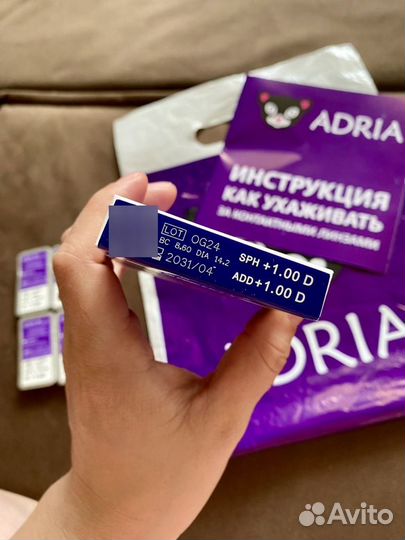 ADRIA
ИНСТРУКЦИЯ
КАК УХАЖИВАТЬ
ЗА КОНТАКТНЫМИ ЛИНЗАМИ
LOT OG24
BC 8.60 DIA 14.2
2031/04
SPH +1.00 D
ADD +1.00 D
DRIA
Avito